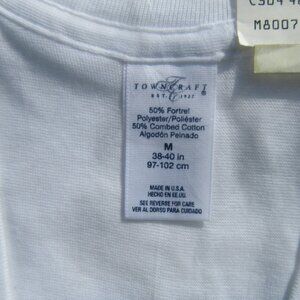 M8007
TOWNCRAFT®
EST. 1927
50% Fortrel
Polyester/Poliéster
50% Combed Cotton
Algodón Peinado
M
38-40 in
97-102 cm
MADE IN U.S.A.
HECHO EN EE.UU.
SEE REVERSE FOR CARE
VER AL DORSO PARA CUIDADO